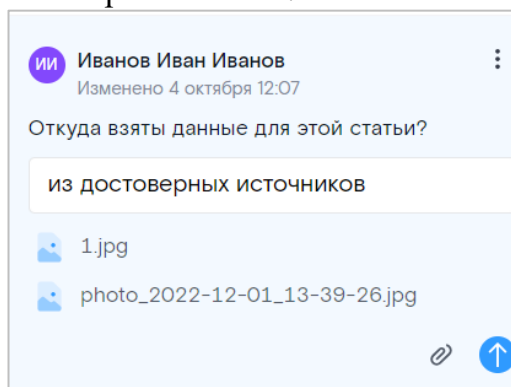 ИИ
Иванов Иван Иванов
Изменено 4 октября 12:07
Откуда взяты данные для этой статьи?
из достоверных источников
1.jpg
photo_2022-12-01_13-39-26.jpg